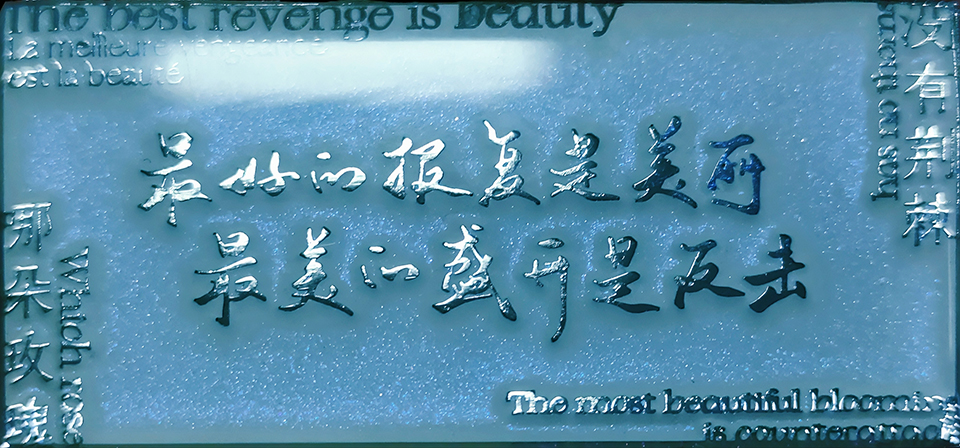 The best revenge is beauty
La meilleure vengeance
est la beauté
最好的报复是美丽
最美的盛开是反击
那朵玫瑰
Which rose
没有荆棘
has no thorns
The most beautiful blooming
is counterattack